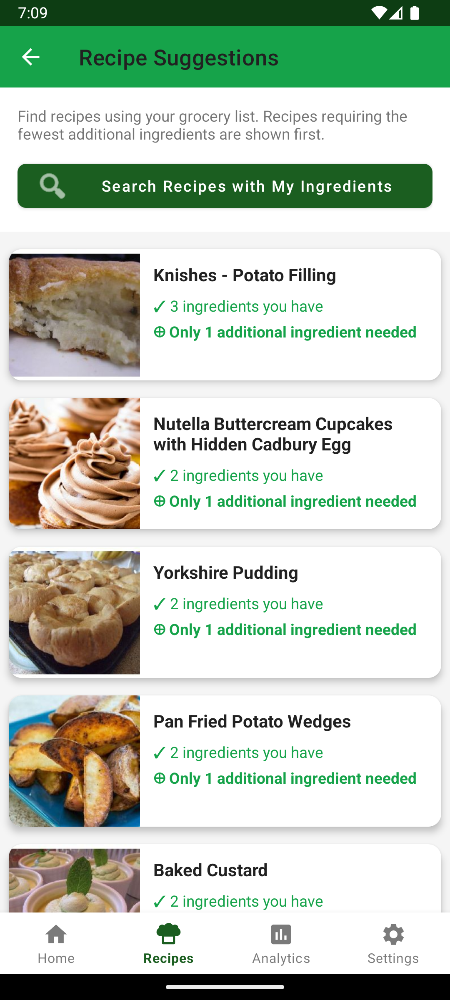 7:09
Recipe Suggestions
Find recipes using your grocery list. Recipes requiring the
fewest additional ingredients are shown first.
Search Recipes with My Ingredients
Knishes - Potato Filling
✓ 3 ingredients you have
⊕ Only 1 additional ingredient needed
Nutella Buttercream Cupcakes
with Hidden Cadbury Egg
✓ 2 ingredients you have
⊕ Only 1 additional ingredient needed
Yorkshire Pudding
✓ 2 ingredients you have
⊕ Only 1 additional ingredient needed
Pan Fried Potato Wedges
✓ 2 ingredients you have
⊕ Only 1 additional ingredient needed
Baked Custard
✓ 2 ingredients you have
Home
Recipes
Analytics
Settings